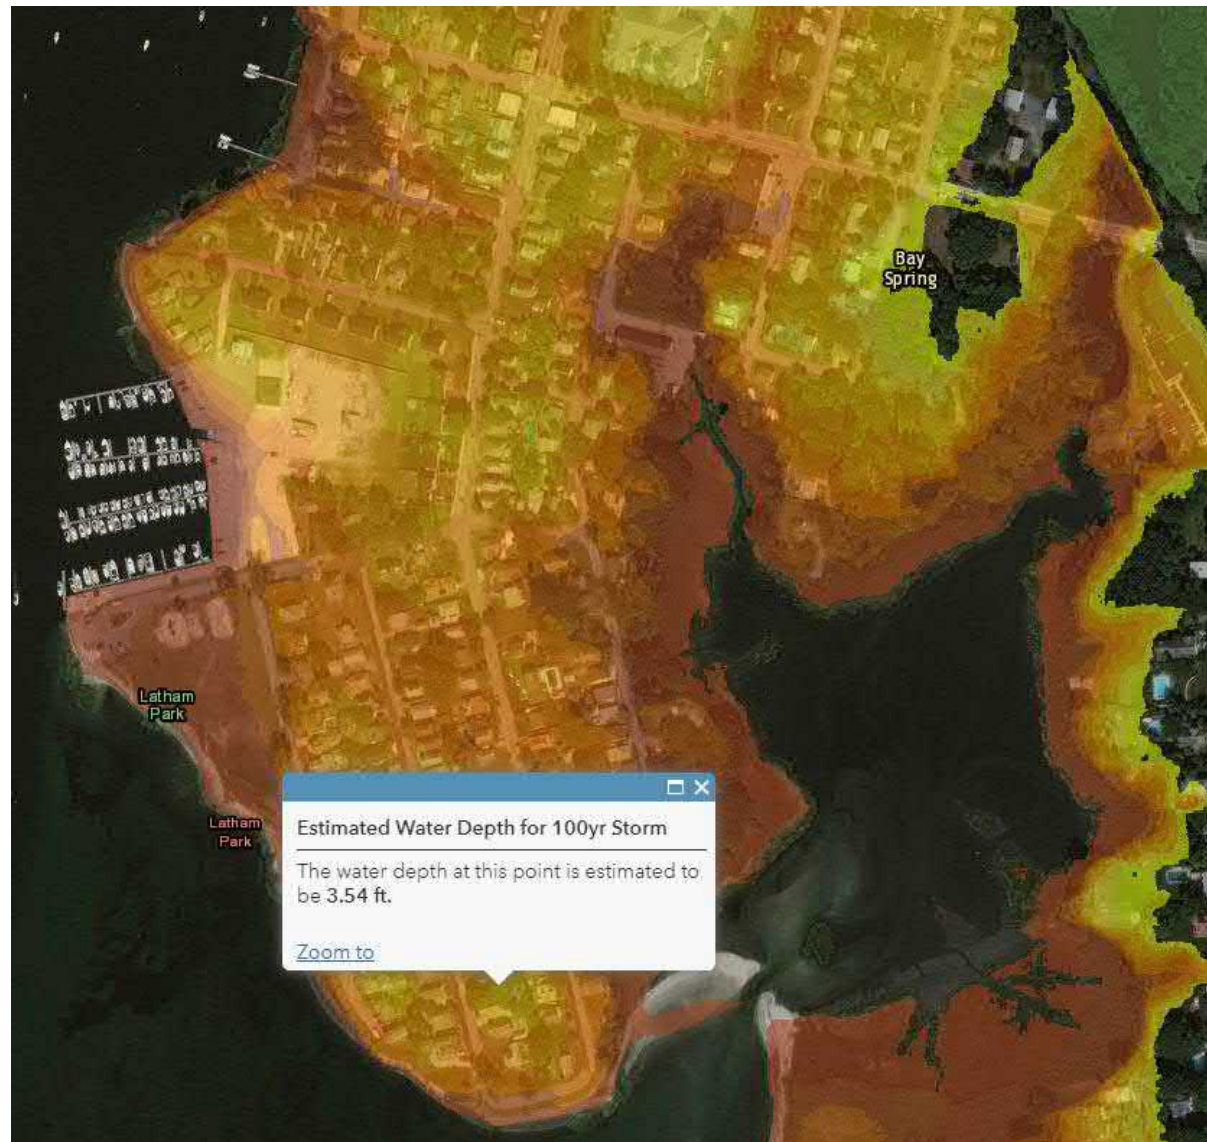 Bay
Spring
Latham
Park
Latham
Park
Estimated Water Depth for 100yr Storm
The water depth at this point is estimated to
be 3.54 ft.
Zoom to